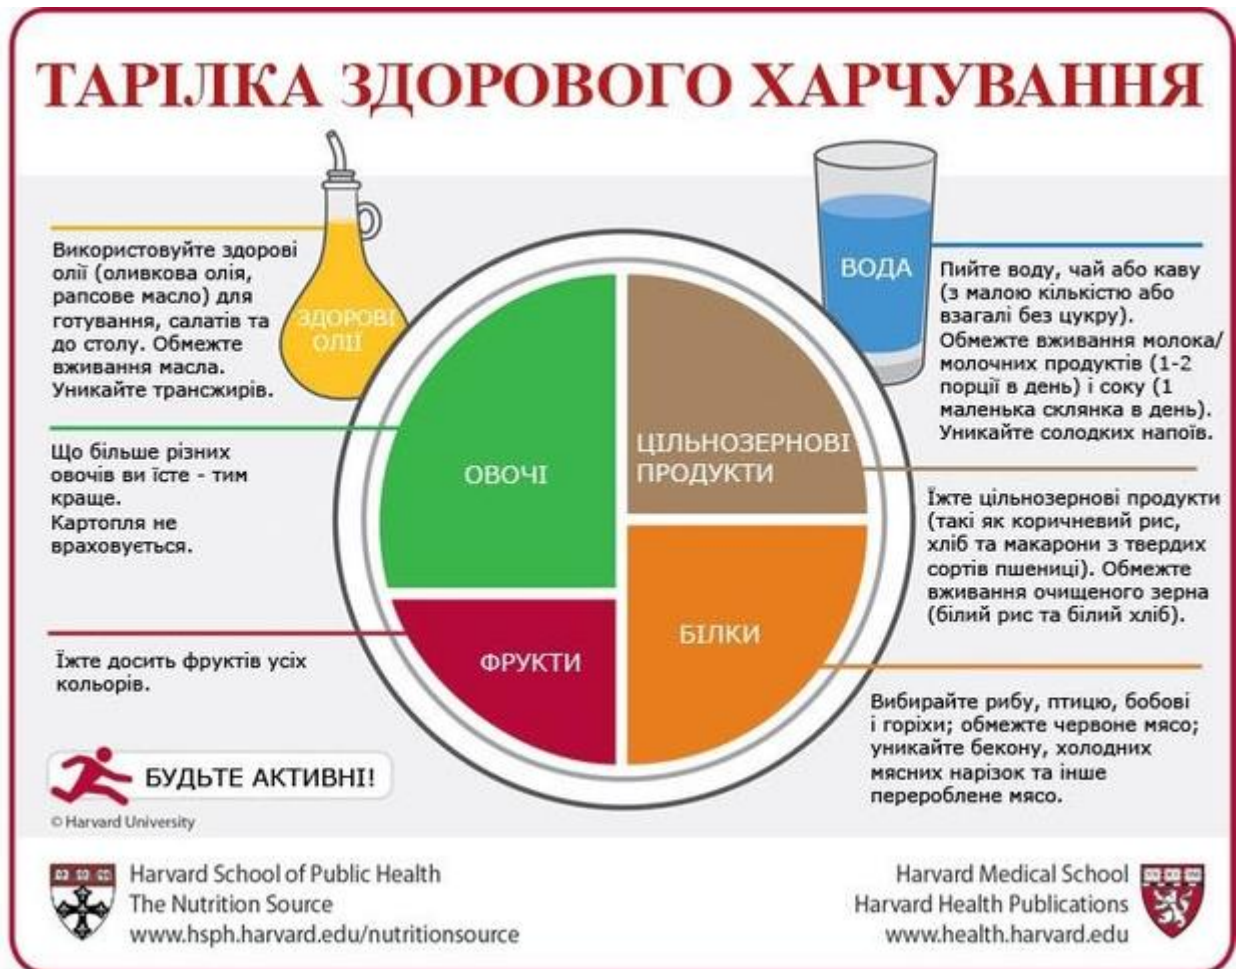 ТАРІЛКА ЗДОРОВОГО ХАРЧУВАННЯ
Використовуйте здорові
олії (оливкова олія,
рапсове масло) для
готування, салатів та
до столу. Обмежте
вживання масла.
Уникайте трансжирів.
ЗДОРОВІ
ОЛІЇ
ВОДА
Пийте воду, чай або каву
(з малою кількістю або
взагалі без цукру).
Обмежте вживання молока/
молочних продуктів (1-2
порції в день) і соку (1
маленька склянка в день).
Уникайте солодких напоїв.
Що більше різних
овочів ви їсте - тим
краще.
Картопля не
враховується.
ОВОЧІ
ЦІЛЬНОЗЕРНОВІ
ПРОДУКТИ
Їжте цільнозернові продукти
(такі як коричневий рис,
хліб та макарони з твердих
сортів пшениці). Обмежте
вживання очищеного зерна
(білий рис та білий хліб).
Їжте досить фруктів усіх
кольорів.
ФРУКТИ
БІЛКИ
Вибирайте рибу, птицю, бобові
і горіхи; обмежте червоне мясо;
уникайте бекону, холодних
мясних нарізок та інше
перероблене мясо.
БУДЬТЕ АКТИВНІ!
© Harvard University
Harvard School of Public Health
The Nutrition Source
www.hsph.harvard.edu/nutritionsource
Harvard Medical School
Harvard Health Publications
www.health.harvard.edu